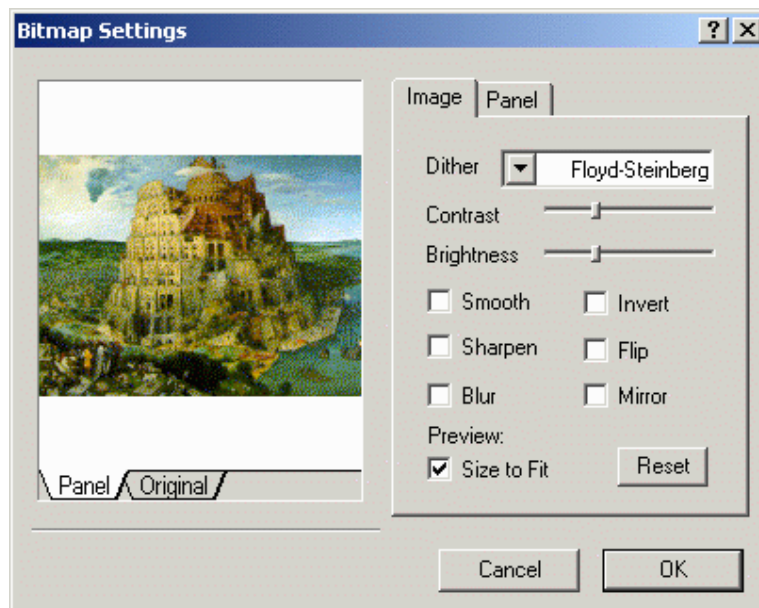 Bitmap Settings
Image
Panel
Dither
Floyd-Steinberg
Contrast
Brightness
Smooth
Invert
Sharpen
Flip
Blur
Mirror
Preview:
Size to Fit
Reset
Panel
Original
Cancel
OK